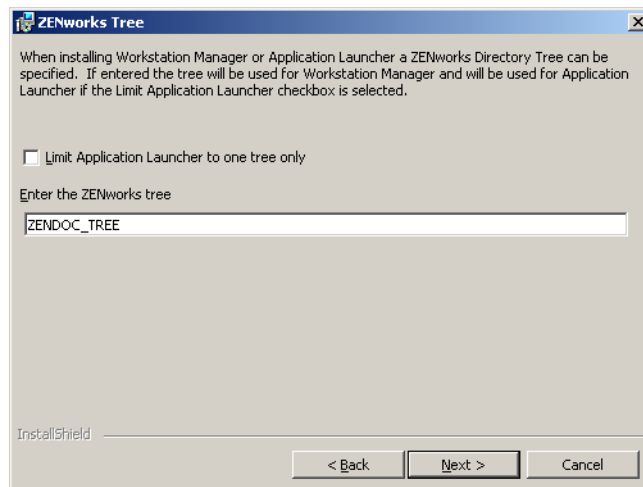 ZENworks Tree
When installing Workstation Manager or Application Launcher a ZENworks Directory Tree can be
specified. If entered the tree will be used for Workstation Manager and will be used for Application
Launcher if the Limit Application Launcher checkbox is selected.
Limit Application Launcher to one tree only
Enter the ZENworks tree
ZENDOC_TREE
InstallShield
< Back Next > Cancel